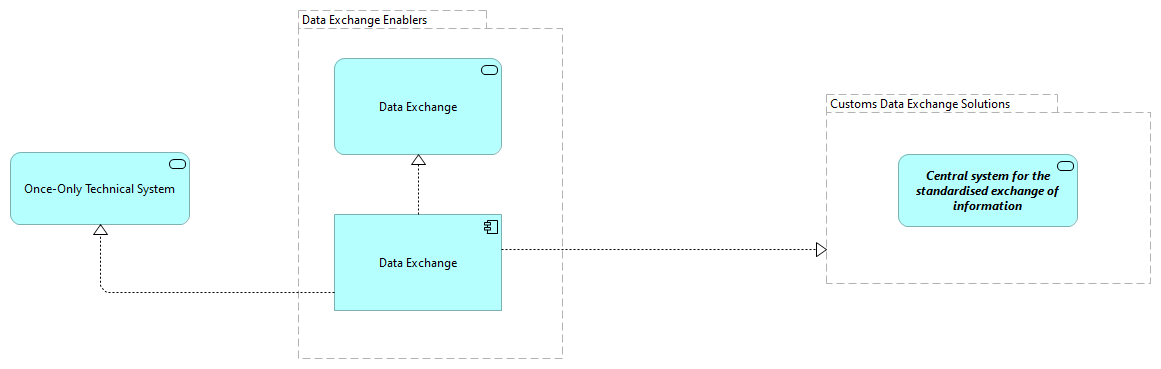 Data Exchange Enablers
Data Exchange
Customs Data Exchange Solutions
Once-Only Technical System
Central system for the
standardised exchange of
information
Data Exchange